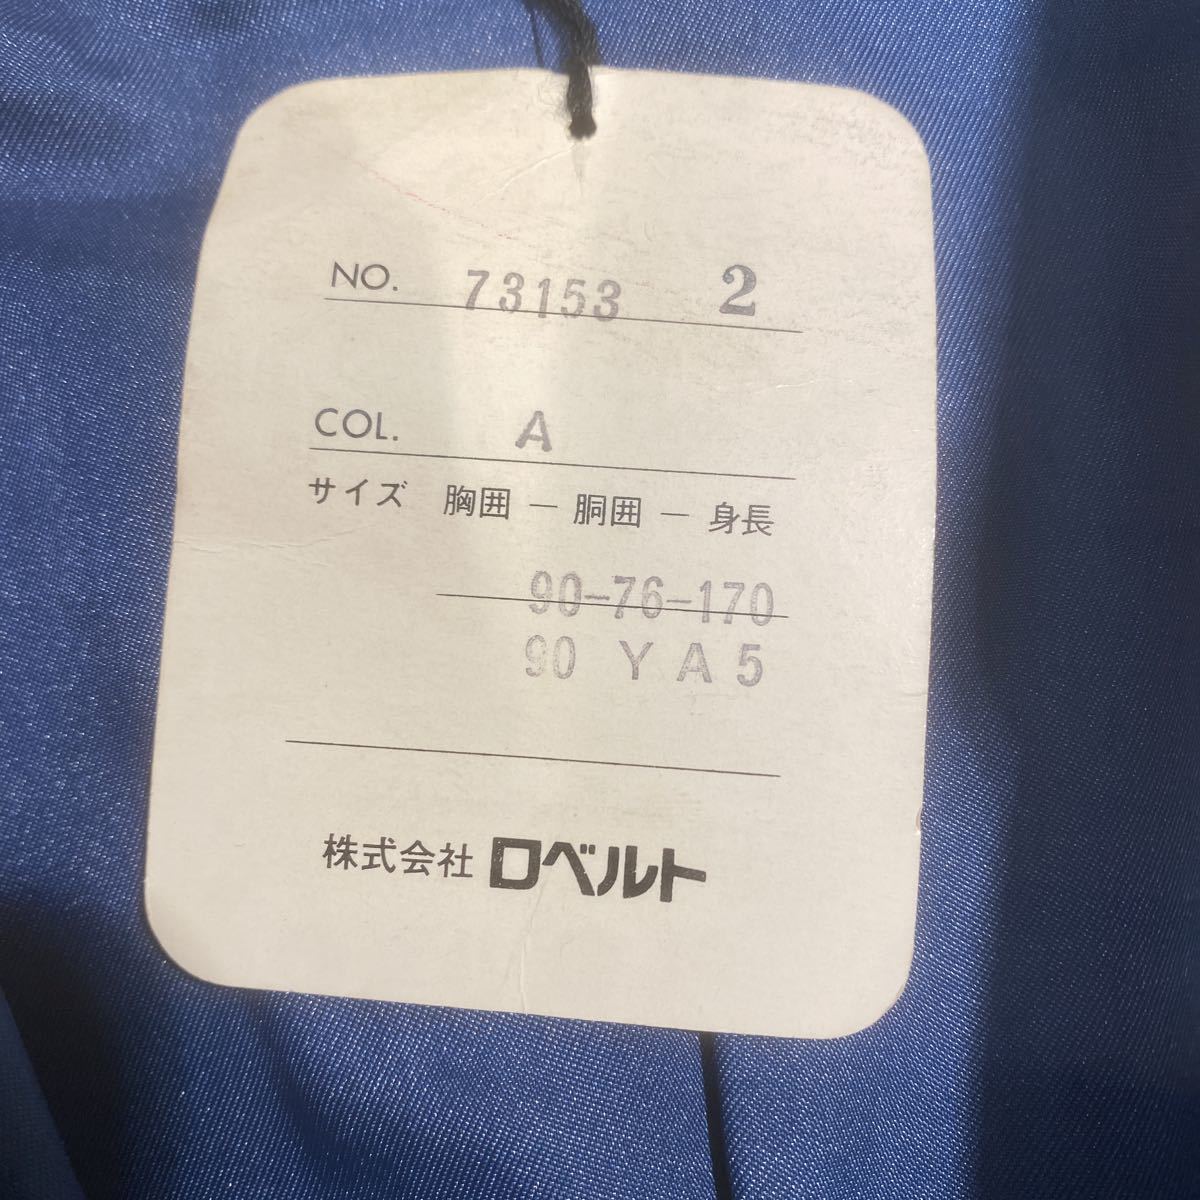 NO. 73153 2
COL. A
サイズ 胸囲 － 胴囲 － 身長
90-76-170
90 YA5
株式会社 ロベルト